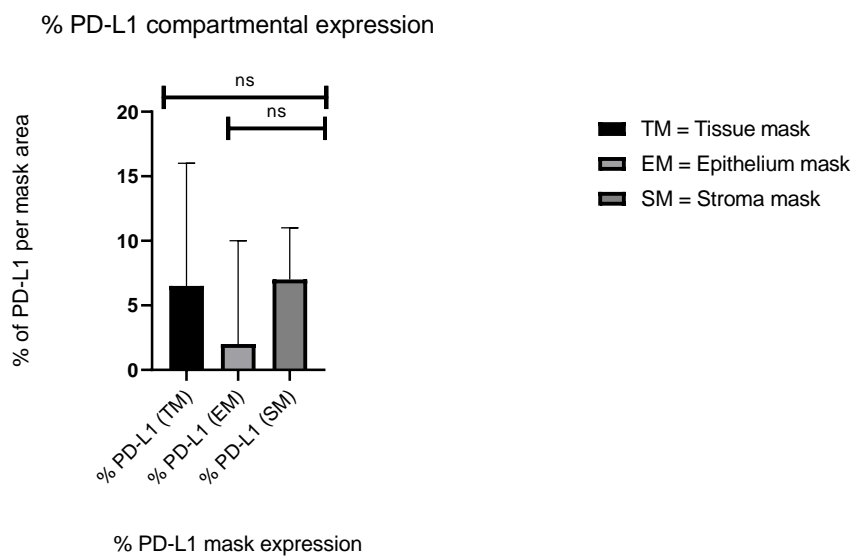 % PD-L1 compartmental expression
ns
ns
% of PD-L1 per mask area
20
15
10
5
0
% PD-L1 (TM)
% PD-L1 (EM)
% PD-L1 (SM)
% PD-L1 mask expression
TM = Tissue mask
EM = Epithelium mask
SM = Stroma mask